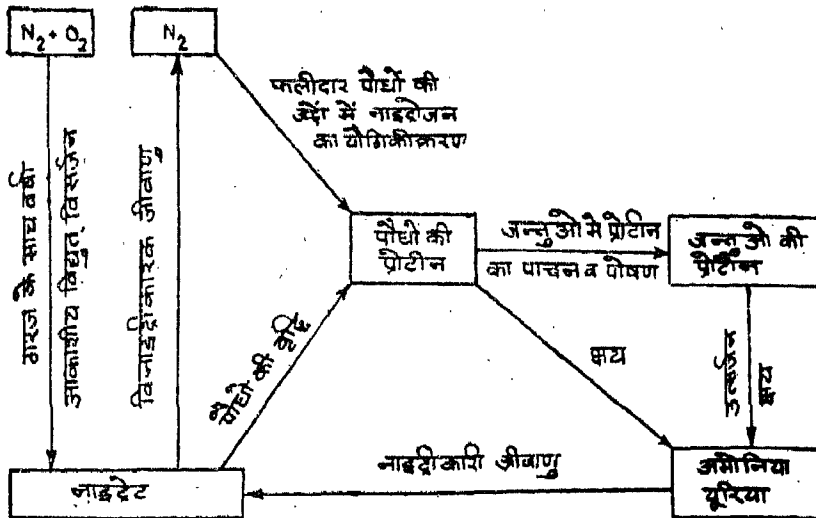 N₂+O₂
N₂
फलीदार पौधों की
जड़ों में नाइट्रोजन
का यौगिकीकरण
गरज के साथ वर्षा
आकाशीय विद्युत् विसर्जन
विनाइट्रीकारक जीवाणु
पौधों की
प्रोटीन
जन्तुओ मे प्रोटीन
का पाचन व पोषण
जन्तुओ की
प्रोटीन
पौधों की वृद्धि
क्षय
उत्सर्जन
क्षय
नाइट्रीकारी जीवाणु
नाइट्रेट
अमोनिया
यूरिया